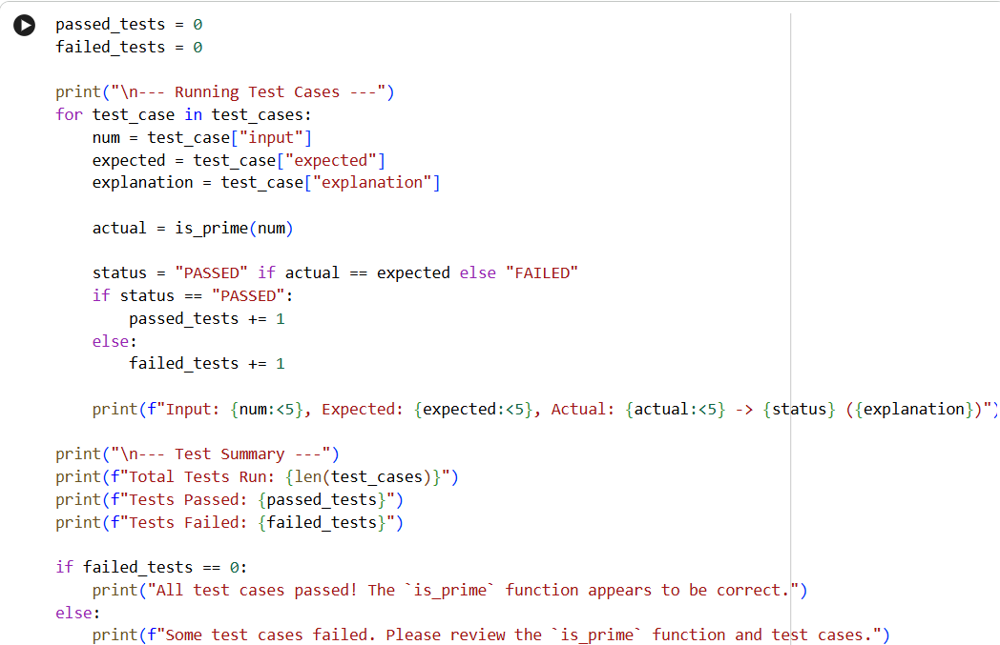 passed_tests = 0
failed_tests = 0
print("\n--- Running Test Cases ---")
for test_case in test_cases:
    num = test_case["input"]
    expected = test_case["expected"]
    explanation = test_case["explanation"]
    actual = is_prime(num)
    status = "PASSED" if actual == expected else "FAILED"
    if status == "PASSED":
        passed_tests += 1
    else:
        failed_tests += 1
    print(f"Input: {num:<5}, Expected: {expected:<5}, Actual: {actual:<5} -> {status} ({explanation})")
print("\n--- Test Summary ---")
print(f"Total Tests Run: {len(test_cases)}")
print(f"Tests Passed: {passed_tests}")
print(f"Tests Failed: {failed_tests}")
if failed_tests == 0:
    print("All test cases passed! The `is_prime` function appears to be correct.")
else:
    print(f"Some test cases failed. Please review the `is_prime` function and test cases.")